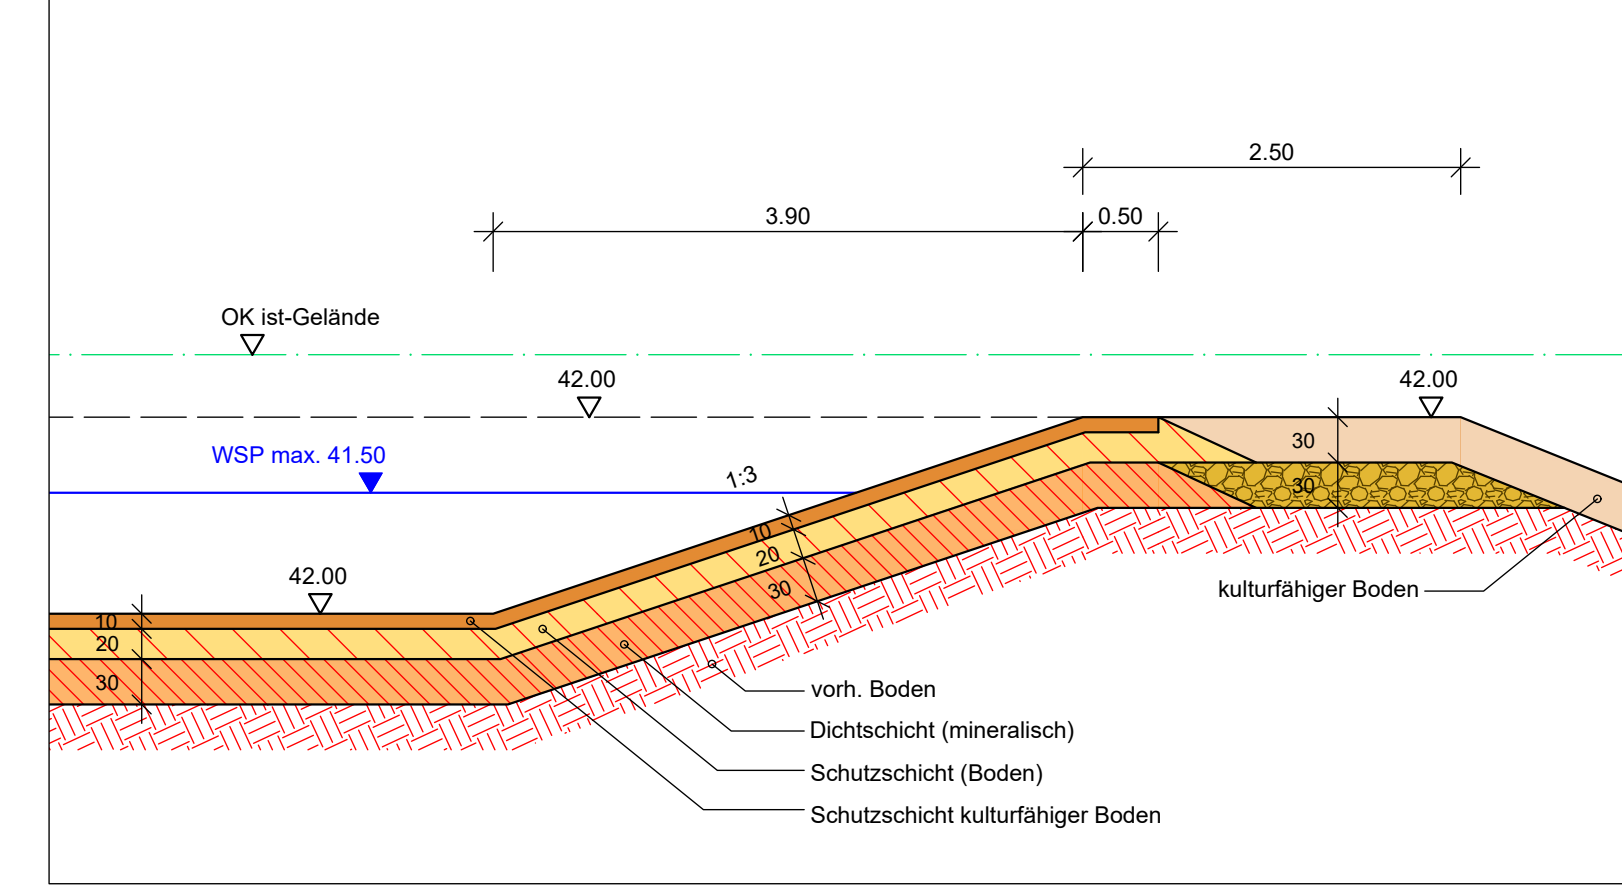 2.50
3.90
0.50
OK ist-Gelände
42.00
42.00
WSP max. 41.50
1:3
30
30
10
20
30
42.00
10
20
30
kulturfähiger Boden
vorh. Boden
Dichtschicht (mineralisch)
Schutzschicht (Boden)
Schutzschicht kulturfähiger Boden